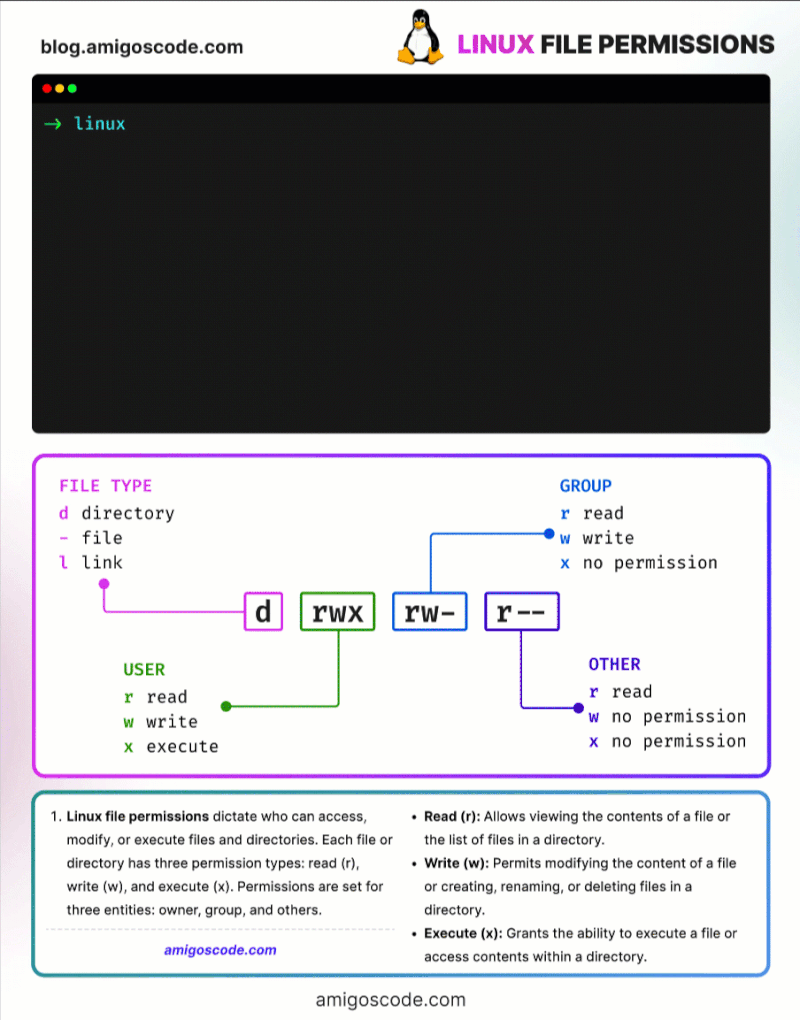 blog.amigoscode.com
LINUX FILE PERMISSIONS
→ linux
FILE TYPE
d directory
- file
l link
GROUP
r read
w write
x no permission
d rwx rw- r--
USER
r read
w write
x execute
OTHER
r read
w no permission
x no permission
1. Linux file permissions dictate who can access,
modify, or execute files and directories. Each file or
directory has three permission types: read (r),
write (w), and execute (x). Permissions are set for
three entities: owner, group, and others.
amigoscode.com
• Read (r): Allows viewing the contents of a file or
the list of files in a directory.
• Write (w): Permits modifying the content of a file
or creating, renaming, or deleting files in a
directory.
• Execute (x): Grants the ability to execute a file or
access contents within a directory.
amigoscode.com